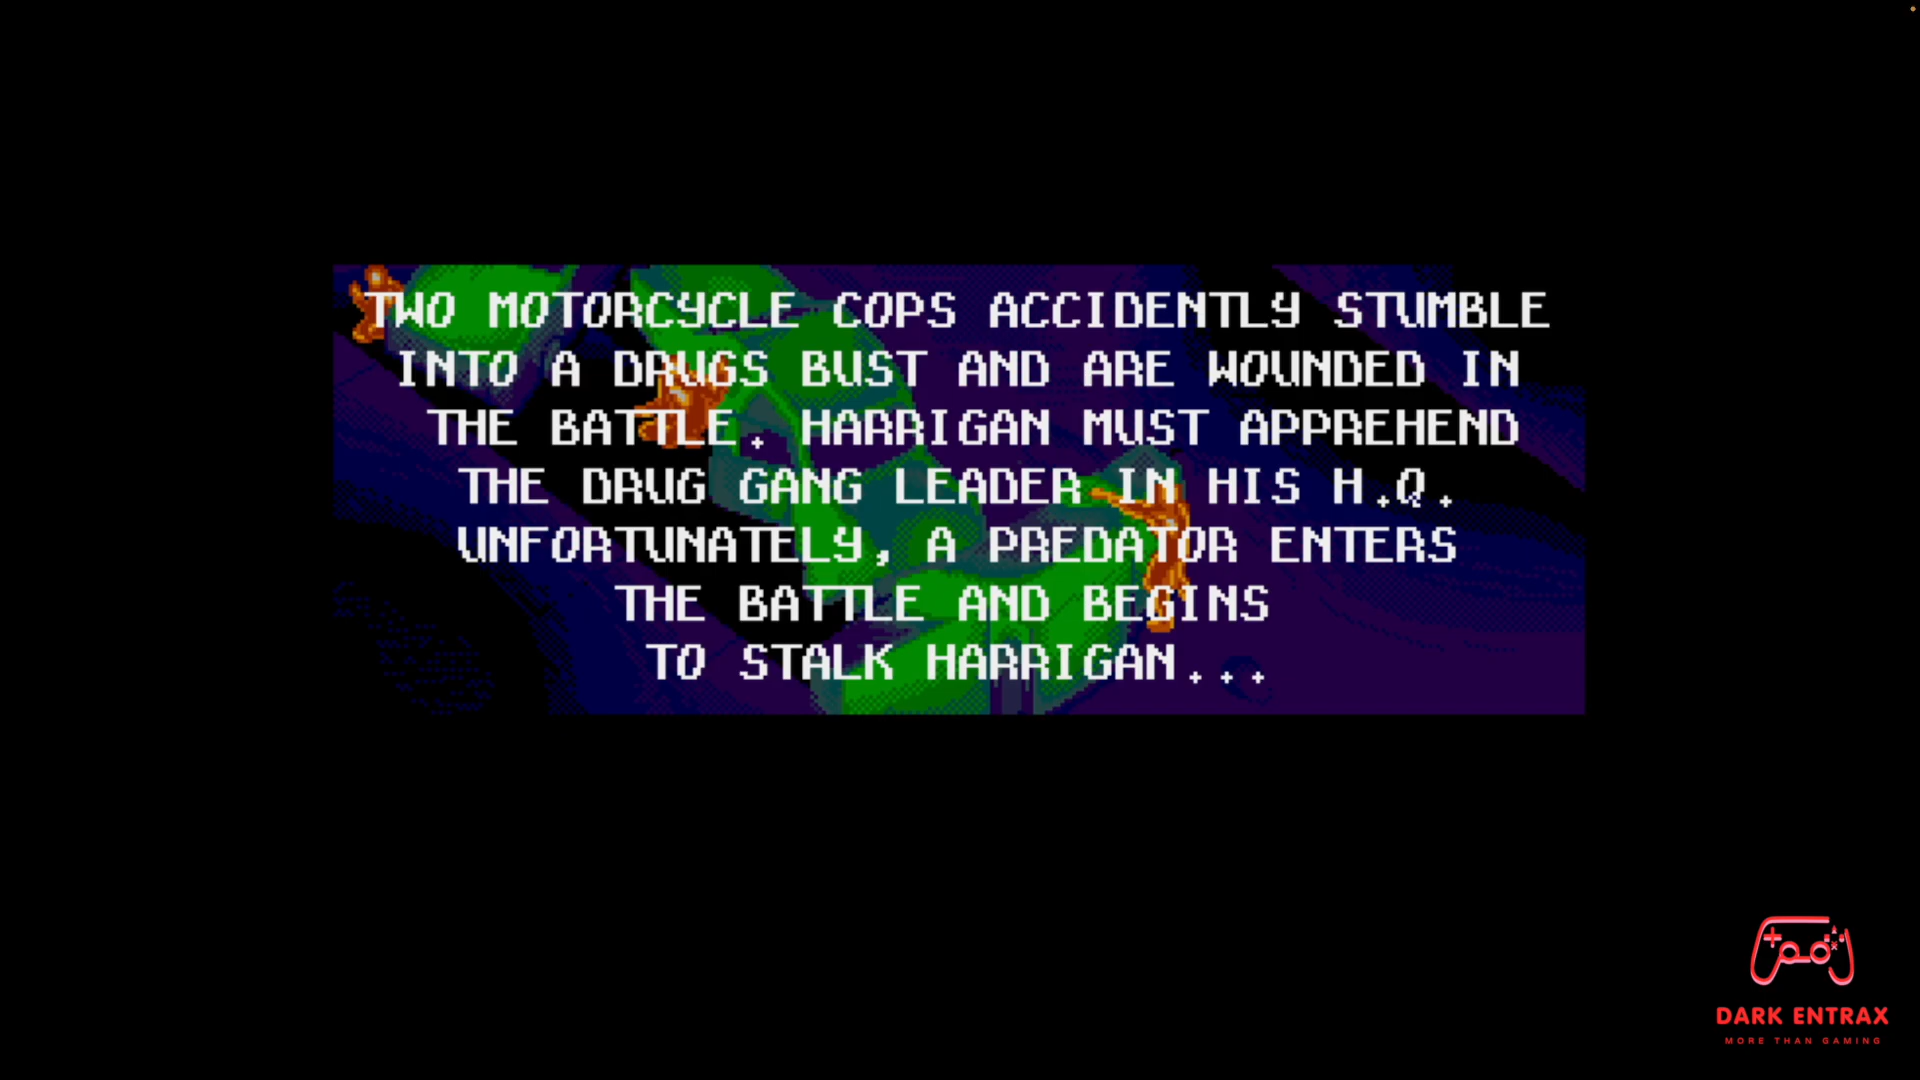 TWO MOTORCYCLE COPS ACCIDENTLY STUMBLE
INTO A DRUGS BUST AND ARE WOUNDED IN
THE BATTLE. HARRIGAN MUST APPREHEND
THE DRUG GANG LEADER IN HIS H.Q.
UNFORTUNATELY, A PREDATOR ENTERS
THE BATTLE AND BEGINS
TO STALK HARRIGAN...
DARK ENTRAX
MORE THAN GAMING